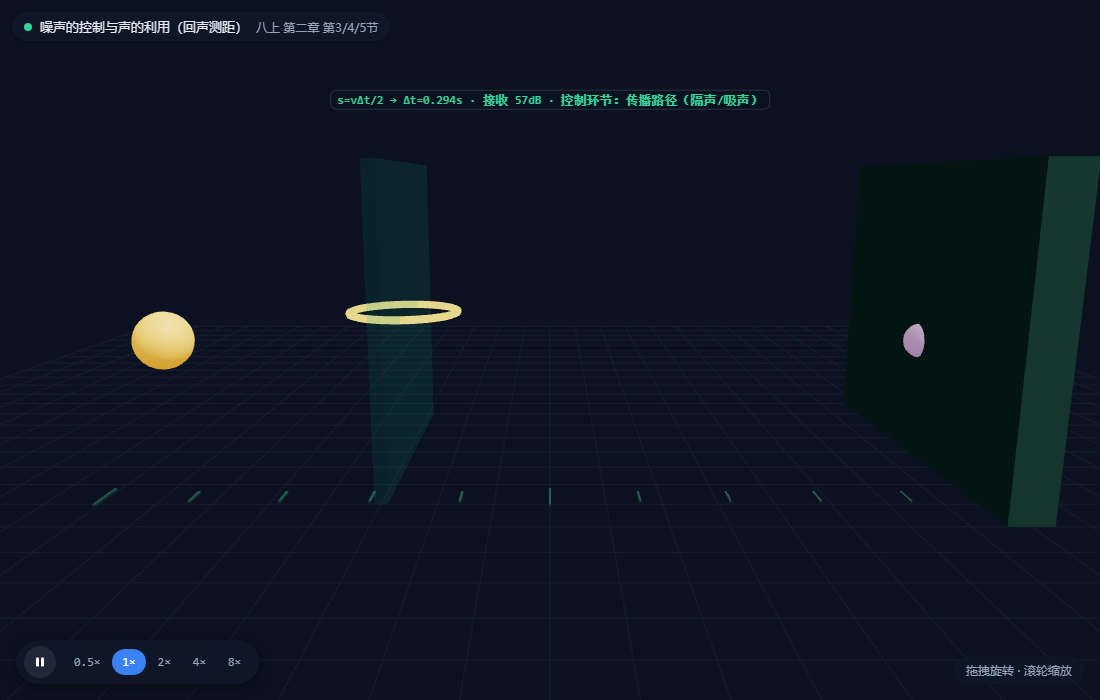 噪声的控制与声的利用（回声测距） 八上 第二章 第3/4/5节
s=vΔt/2 → Δt=0.294s · 接收 57dB · 控制环节: 传播路径（隔声/吸声）
0.5× 1× 2× 4× 8×
拖拽旋转 · 滚轮缩放